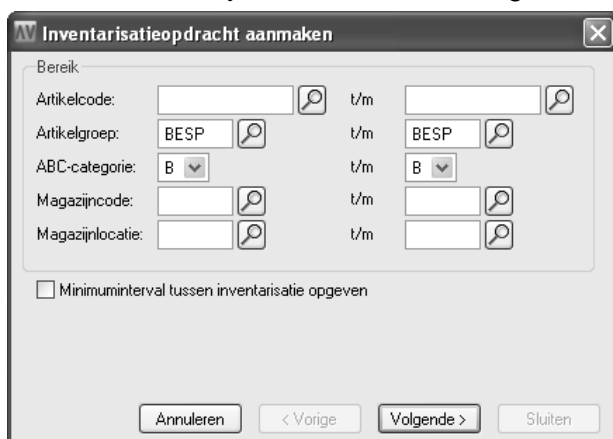 Inventarisatieopdracht aanmaken
Bereik
Artikelcode: t/m
Artikelgroep: BESP t/m BESP
ABC-categorie: B t/m B
Magazijncode: t/m
Magazijnlocatie: t/m
Minimuminterval tussen inventarisatie opgeven
Annuleren < Vorige Volgende > Sluiten